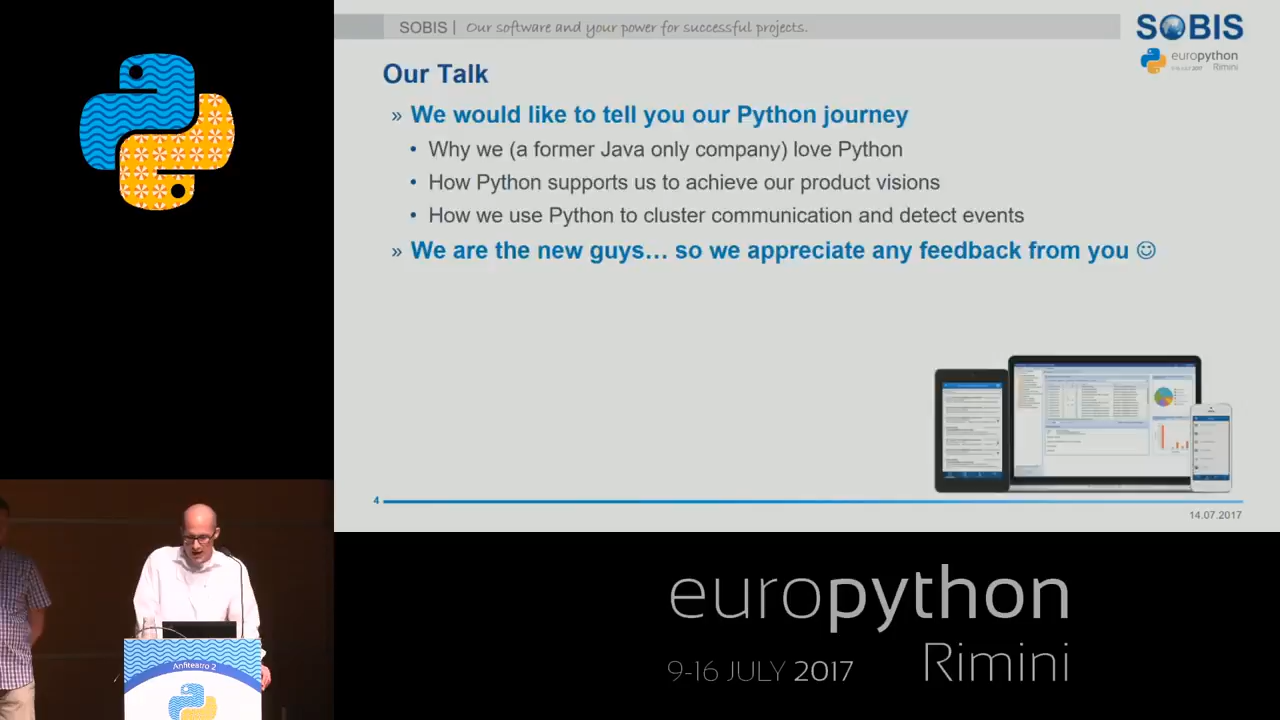 SOBIS | Our software and your power for successful projects.
SOBIS
europython
Rimini
Our Talk
» We would like to tell you our Python journey
• Why we (a former Java only company) love Python
• How Python supports us to achieve our product visions
• How we use Python to cluster communication and detect events
» We are the new guys… so we appreciate any feedback from you ☺
4
14.07.2017
Anfiteatro 2
europython
9-16 JULY 2017
Rimini